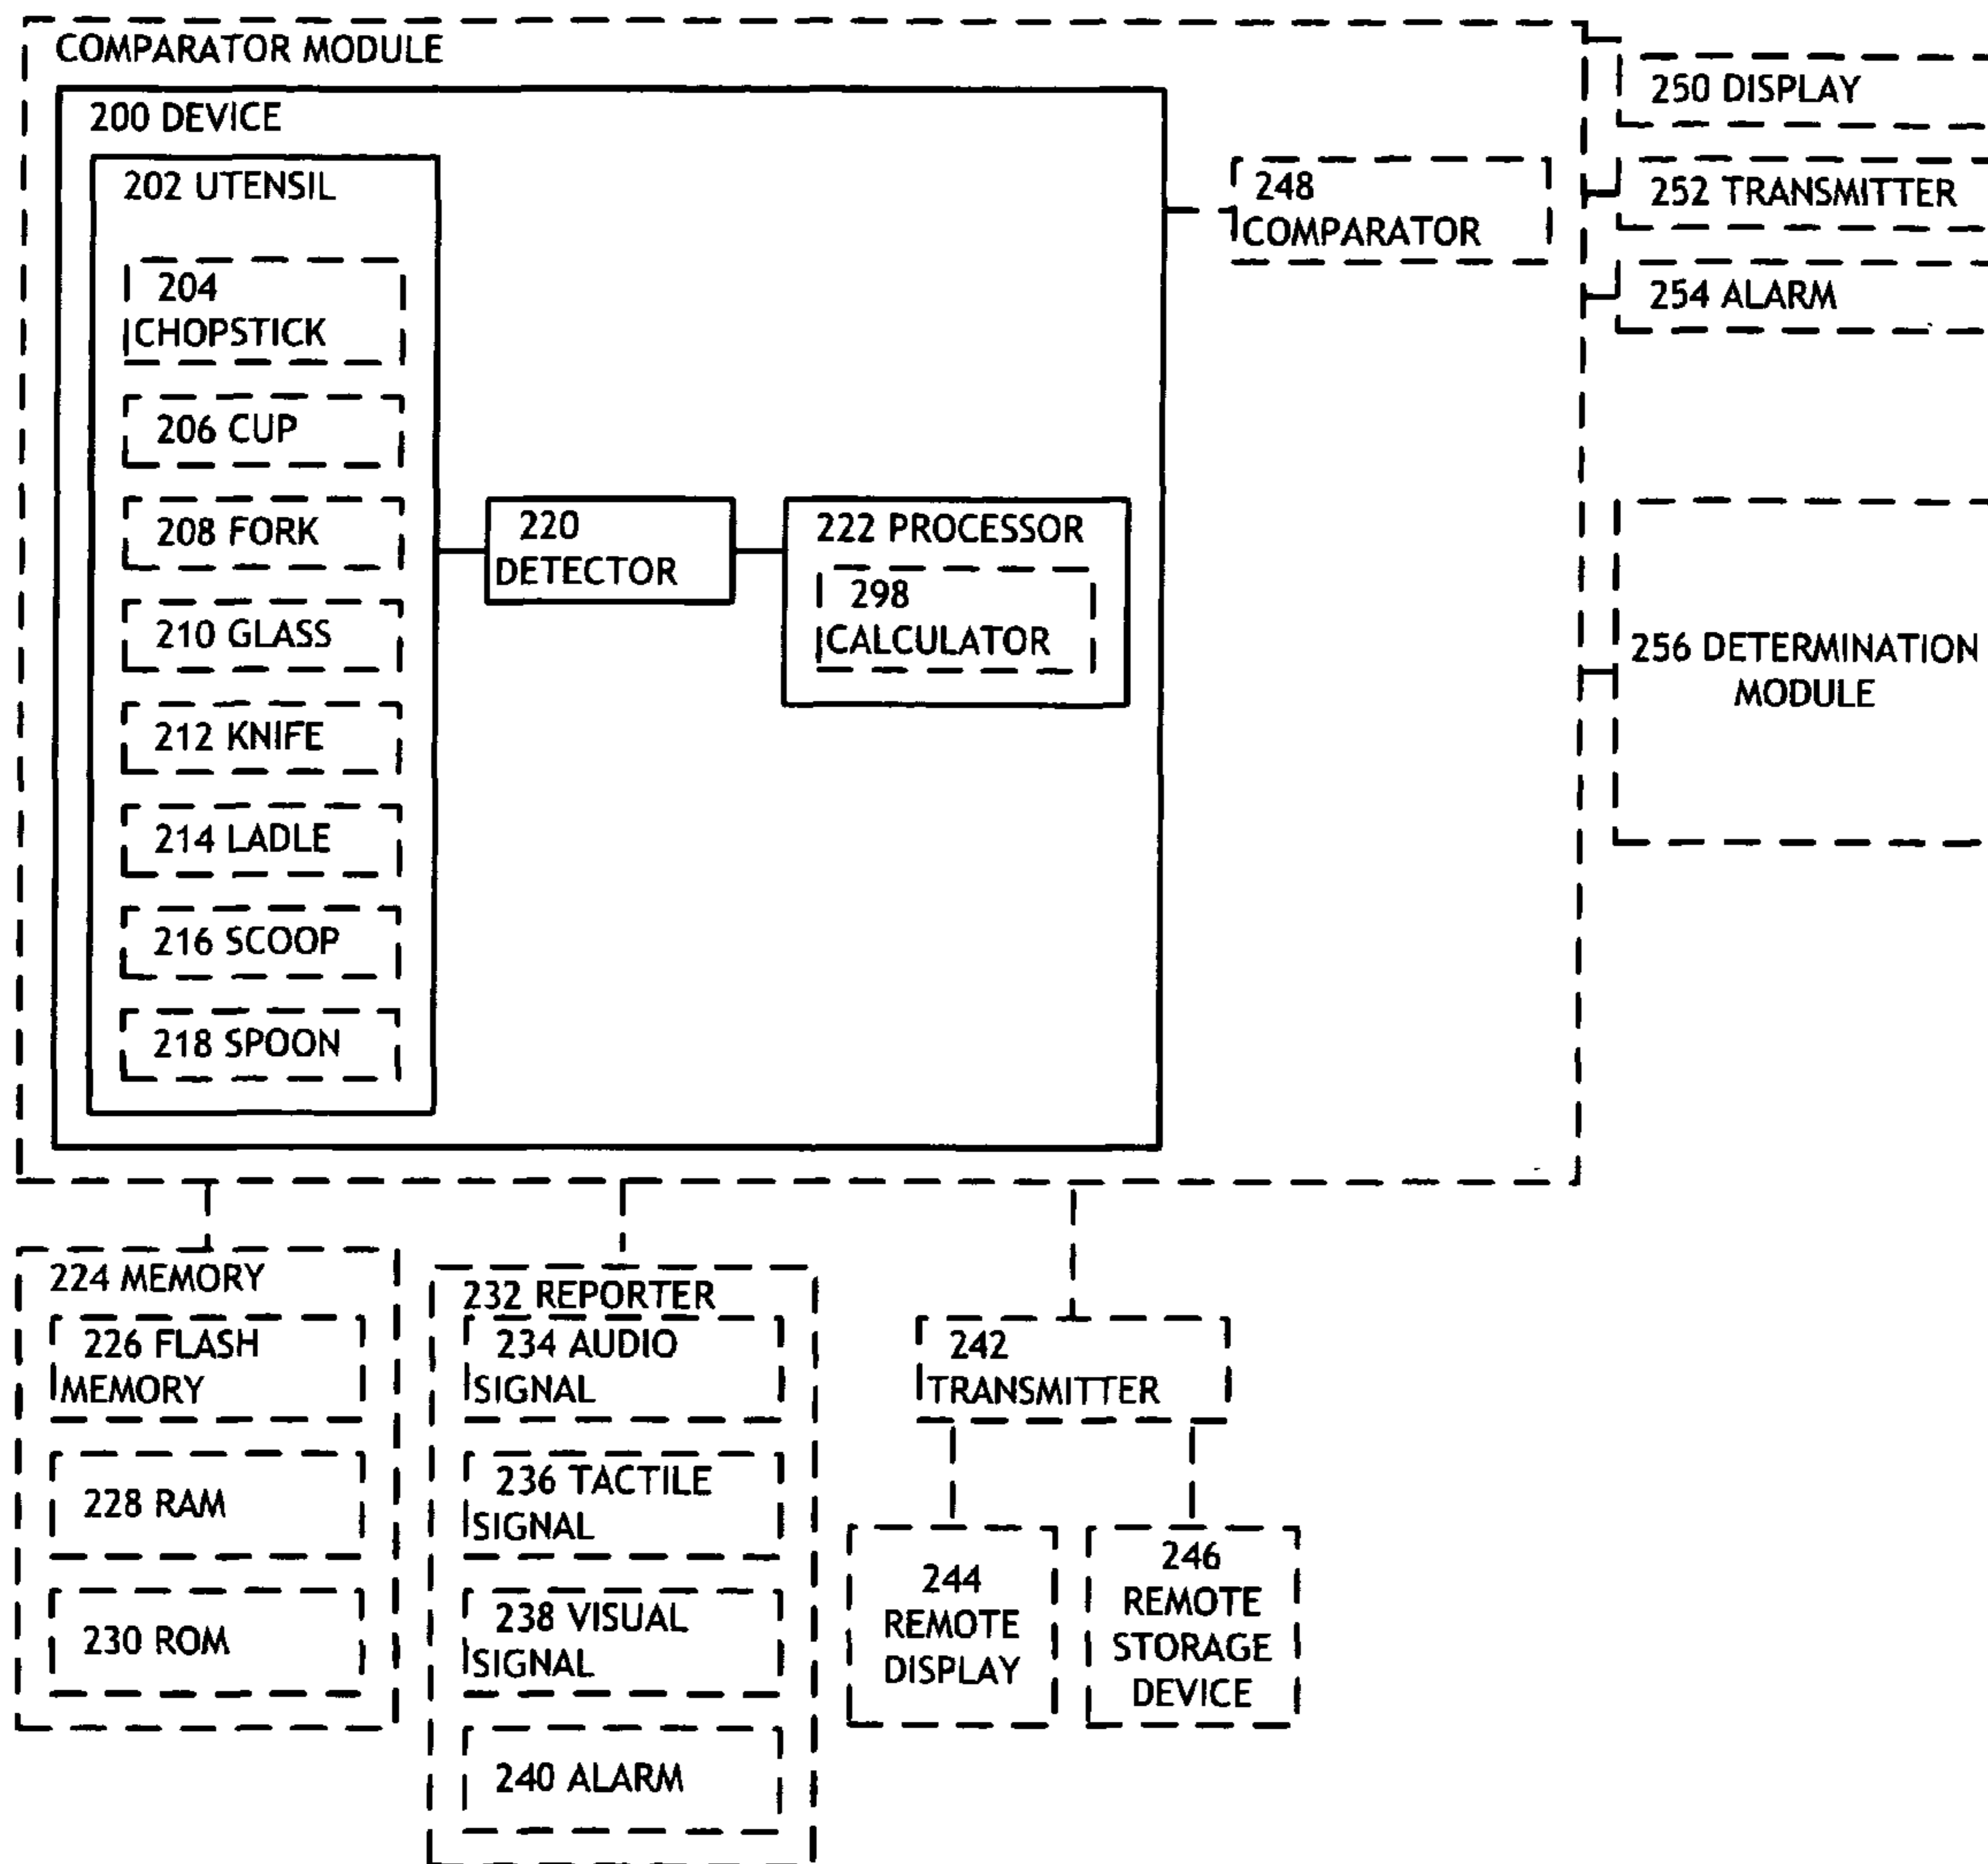 COMPARATOR MODULE
200 DEVICE
202 UTENSIL
204
CHOPSTICK
206 CUP
208 FORK
210 GLASS
212 KNIFE
214 LADLE
216 SCOOP
218 SPOON
220
DETECTOR
222 PROCESSOR
298
CALCULATOR
248
COMPARATOR
250 DISPLAY
252 TRANSMITTER
254 ALARM
256 DETERMINATION
MODULE
224 MEMORY
226 FLASH
MEMORY
228 RAM
230 ROM
232 REPORTER
234 AUDIO
SIGNAL
236 TACTILE
SIGNAL
238 VISUAL
SIGNAL
240 ALARM
242
TRANSMITTER
244
REMOTE
DISPLAY
246
REMOTE
STORAGE
DEVICE